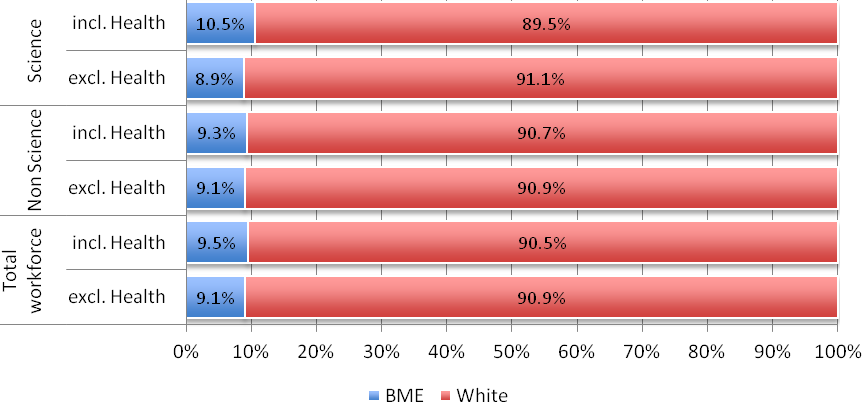 Science
incl. Health
10.5%
89.5%
excl. Health
8.9%
91.1%
Non Science
incl. Health
9.3%
90.7%
excl. Health
9.1%
90.9%
Total
workforce
incl. Health
9.5%
90.5%
excl. Health
9.1%
90.9%
0% 10% 20% 30% 40% 50% 60% 70% 80% 90% 100%
BME White